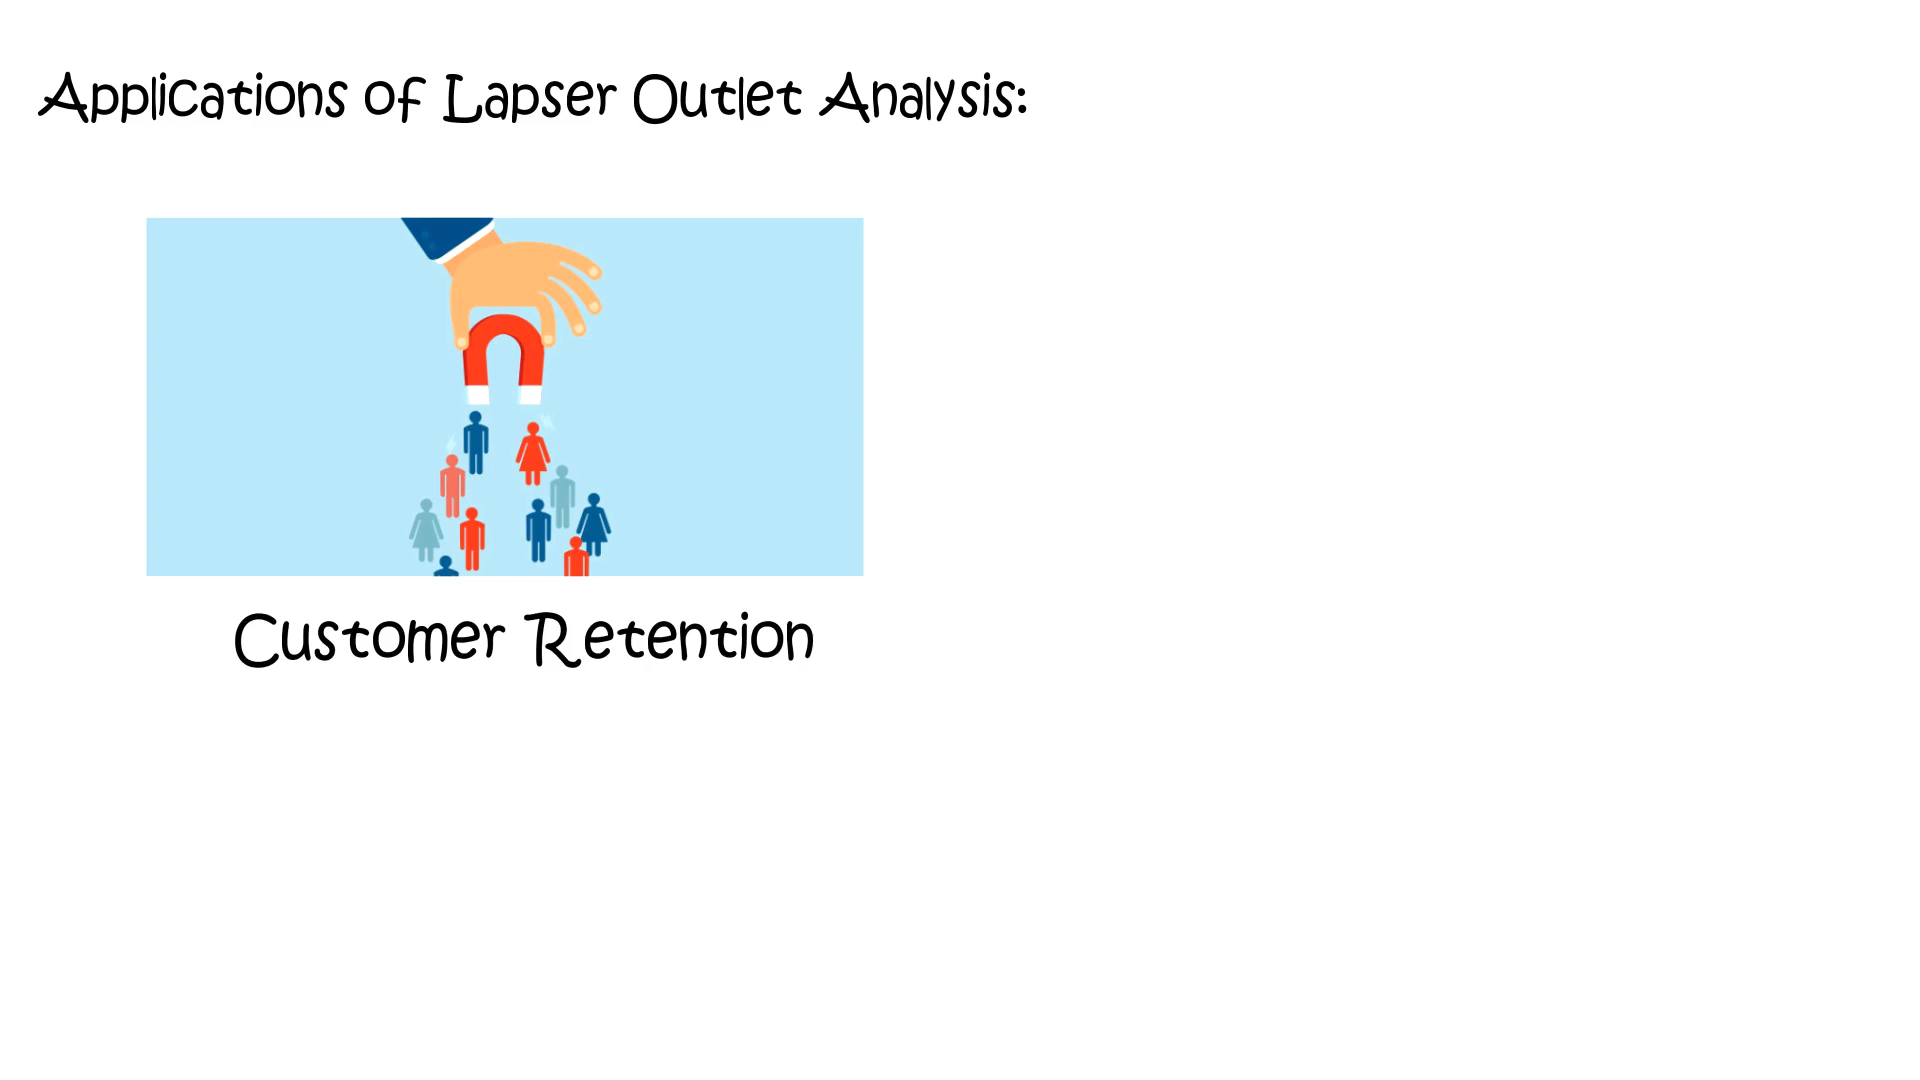 Applications of Lapser Outlet Analysis:
Customer Retention